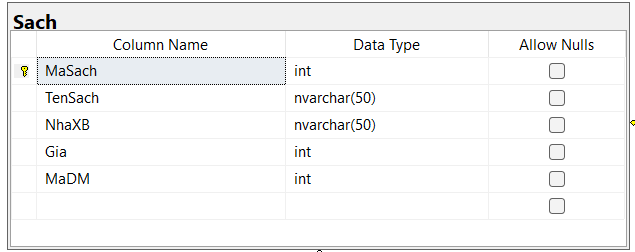 Sach
Column Name Data Type Allow Nulls
MaSach int
TenSach nvarchar(50)
NhaXB nvarchar(50)
Gia int
MaDM int